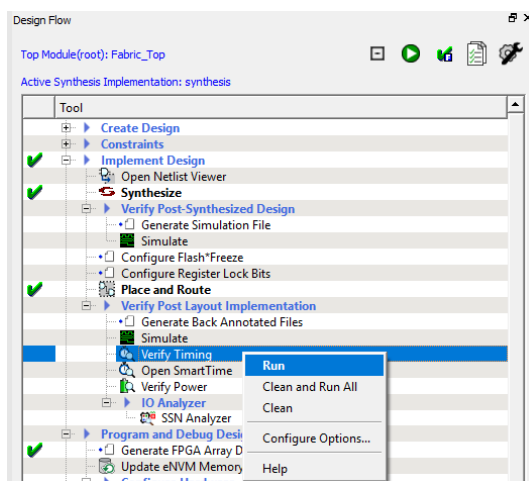 Design Flow
Top Module(root): Fabric_Top
Active Synthesis Implementation: synthesis
Tool
Create Design
Constraints
Implement Design
Open Netlist Viewer
Synthesize
Verify Post-Synthesized Design
Generate Simulation File
Simulate
Configure Flash*Freeze
Configure Register Lock Bits
Place and Route
Verify Post Layout Implementation
Generate Back Annotated Files
Simulate
Verify Timing
Run
Open SmartTime
Clean and Run All
Verify Power
IO Analyzer
Clean
SSN Analyzer
Program and Debug Desi
Configure Options...
Generate FPGA Array D
Update eNVM Memory
Help